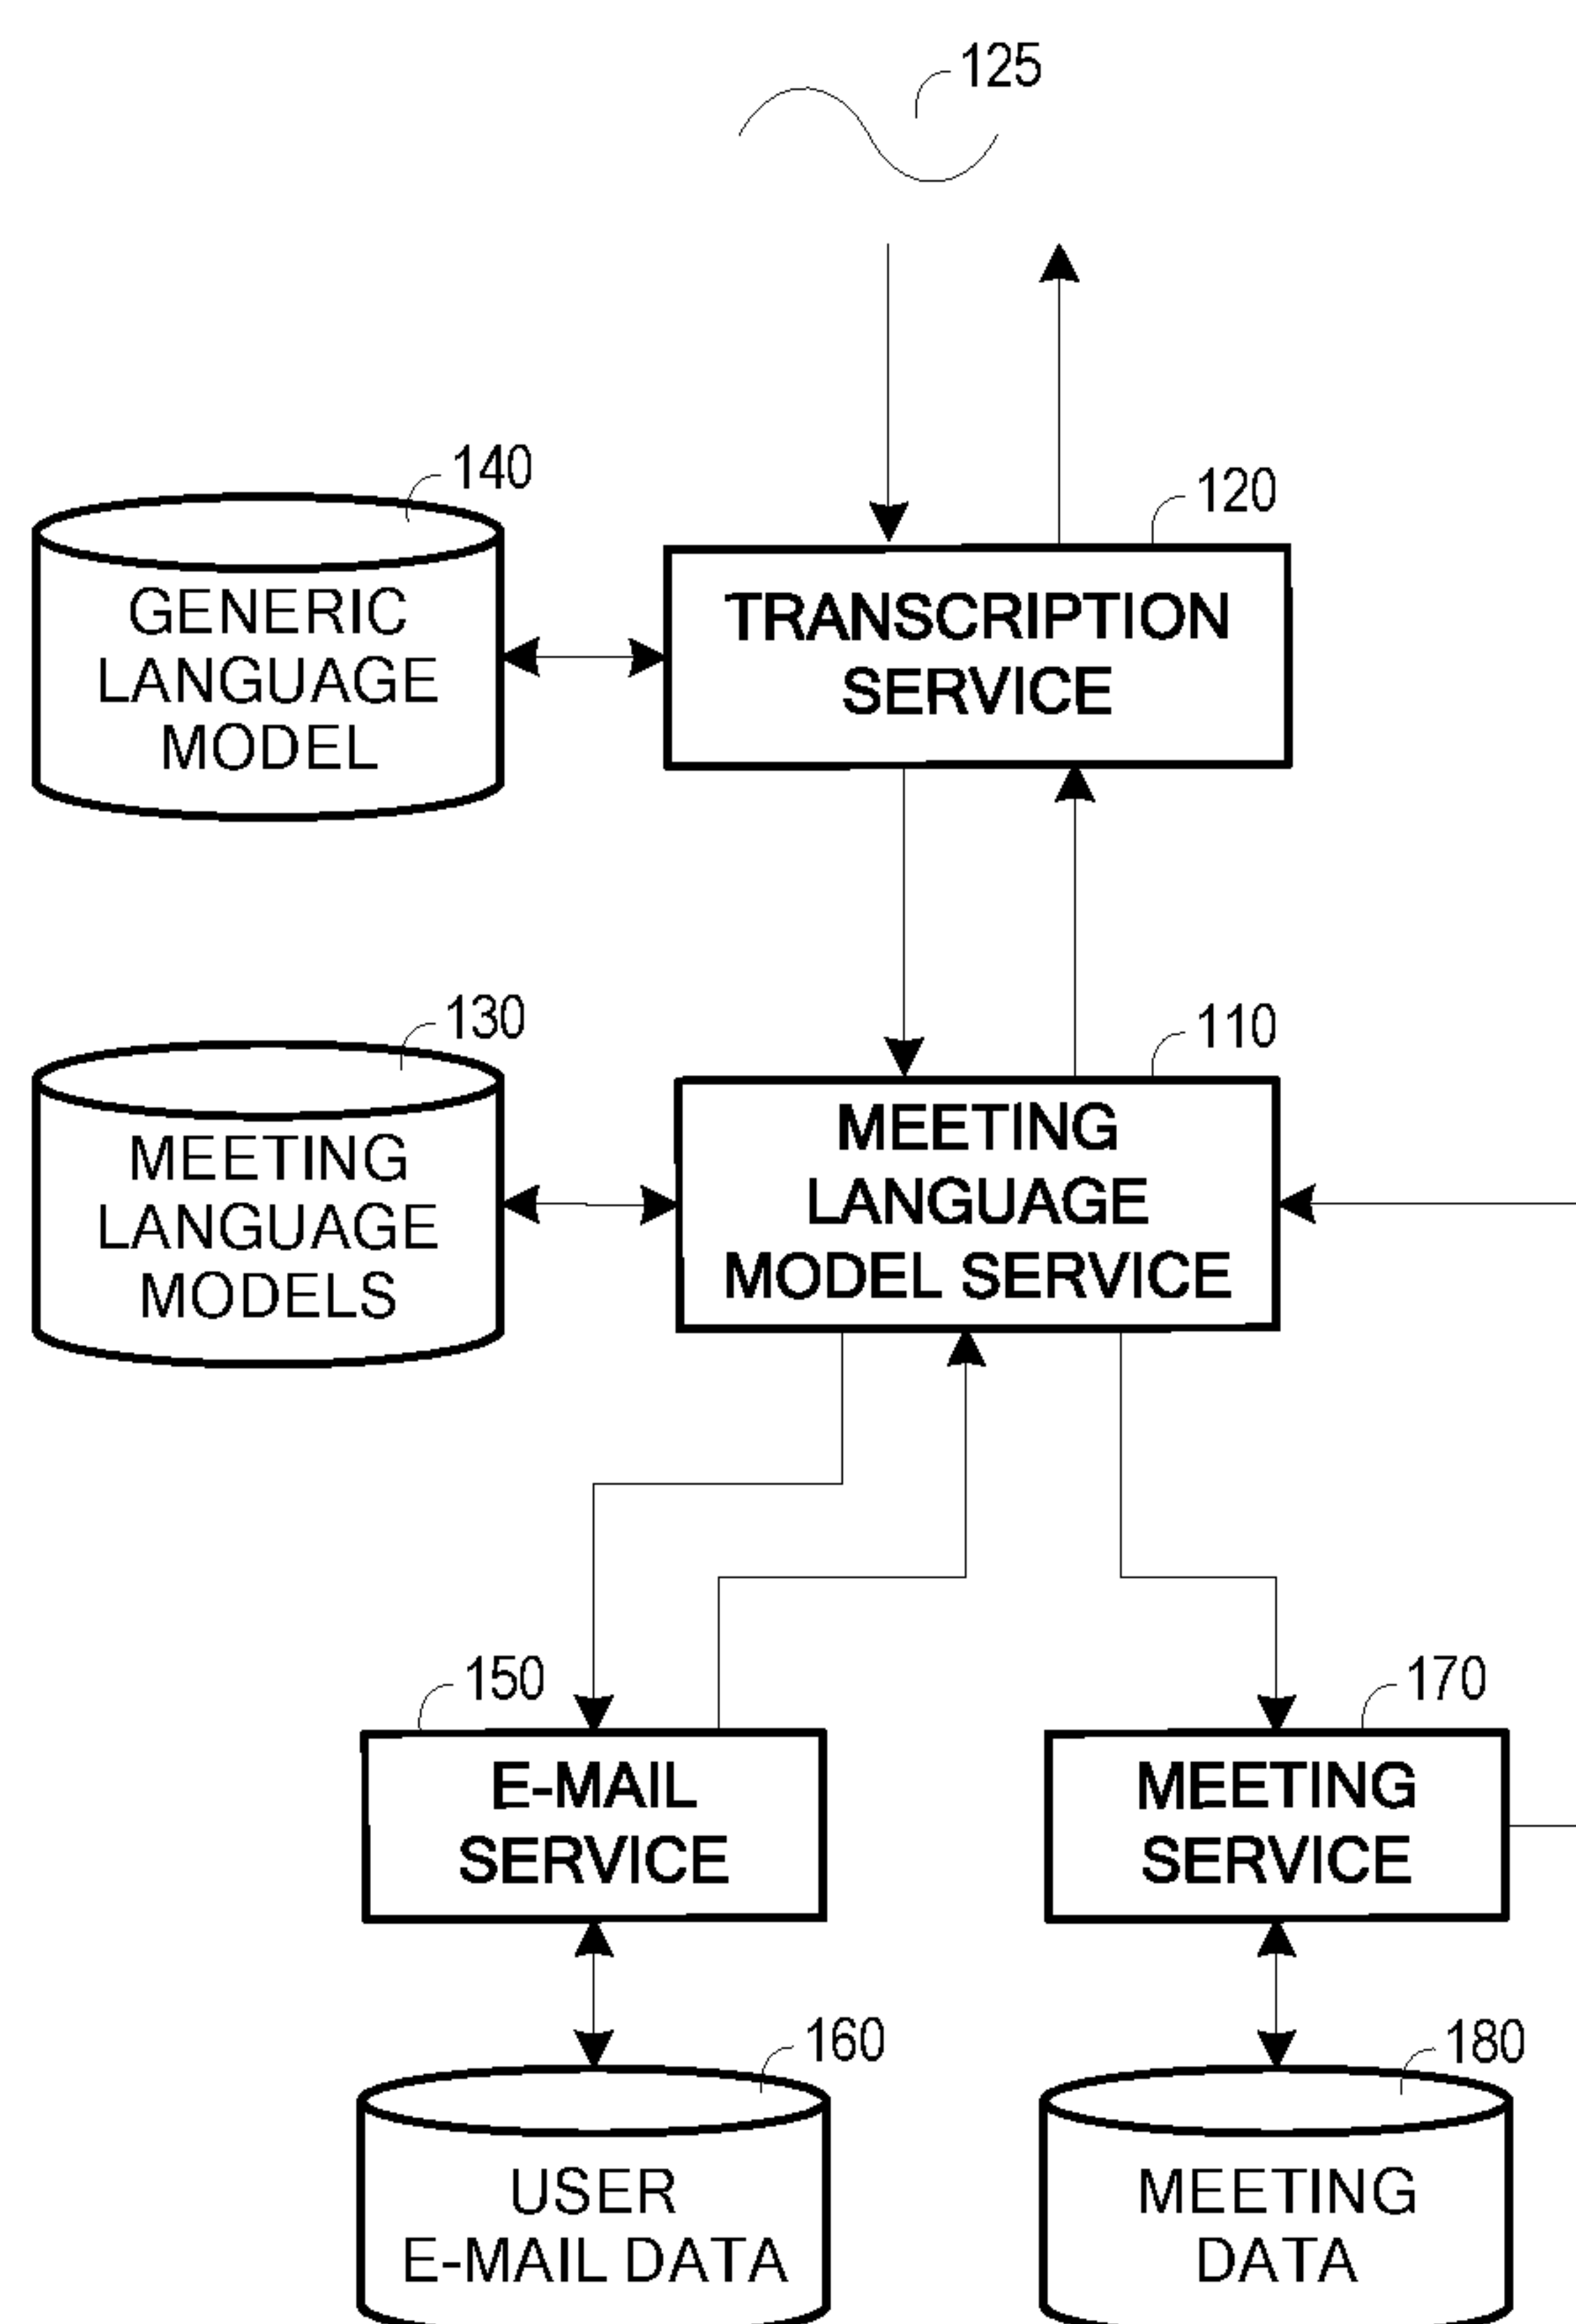 125
140
120
GENERIC
LANGUAGE
MODEL
TRANSCRIPTION
SERVICE
130
110
MEETING
LANGUAGE
MODELS
MEETING
LANGUAGE
MODEL SERVICE
150
170
E-MAIL
SERVICE
MEETING
SERVICE
160
180
USER
E-MAIL DATA
MEETING
DATA